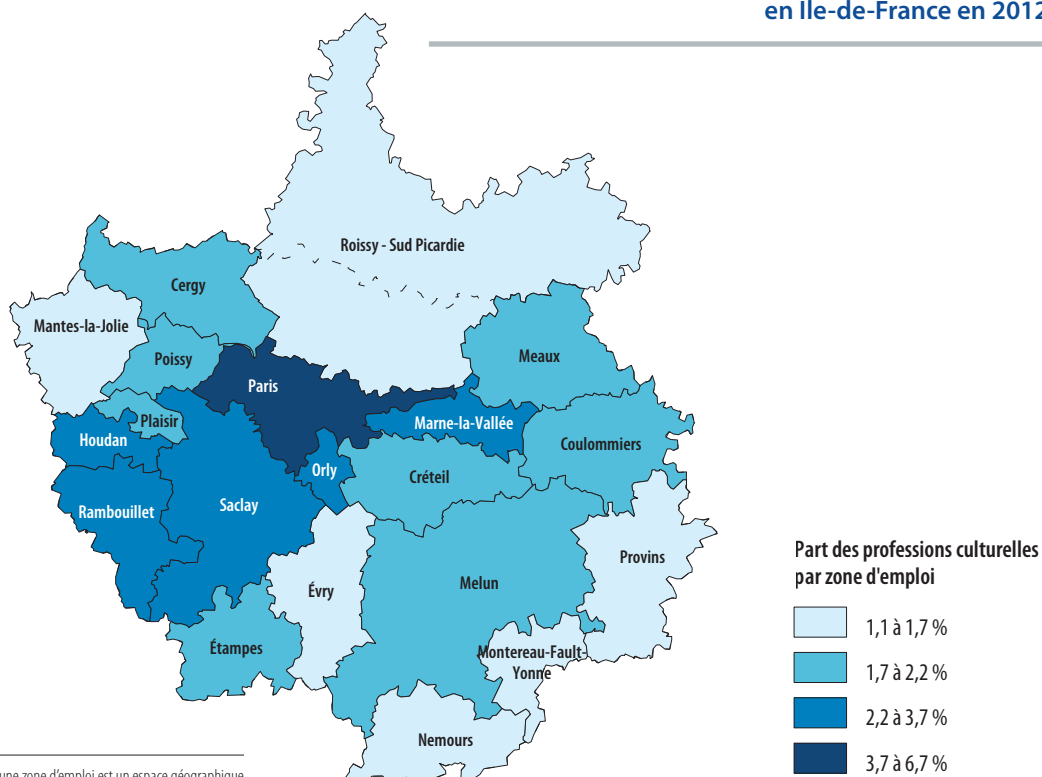 en Île-de-France en 2012
Roissy - Sud Picardie
Cergy
Mantes-la-Jolie
Poissy
Meaux
Paris
Plaisir
Marne-la-Vallée
Houdan
Coulommiers
Orly
Créteil
Rambouillet
Saclay
Provins
Melun
Évry
Étampes
Montereau-Fault-
Yonne
Nemours
Part des professions culturelles
par zone d'emploi
1,1 à 1,7 %
1,7 à 2,2 %
2,2 à 3,7 %
3,7 à 6,7 %
une zone d'emploi est un espace géographique